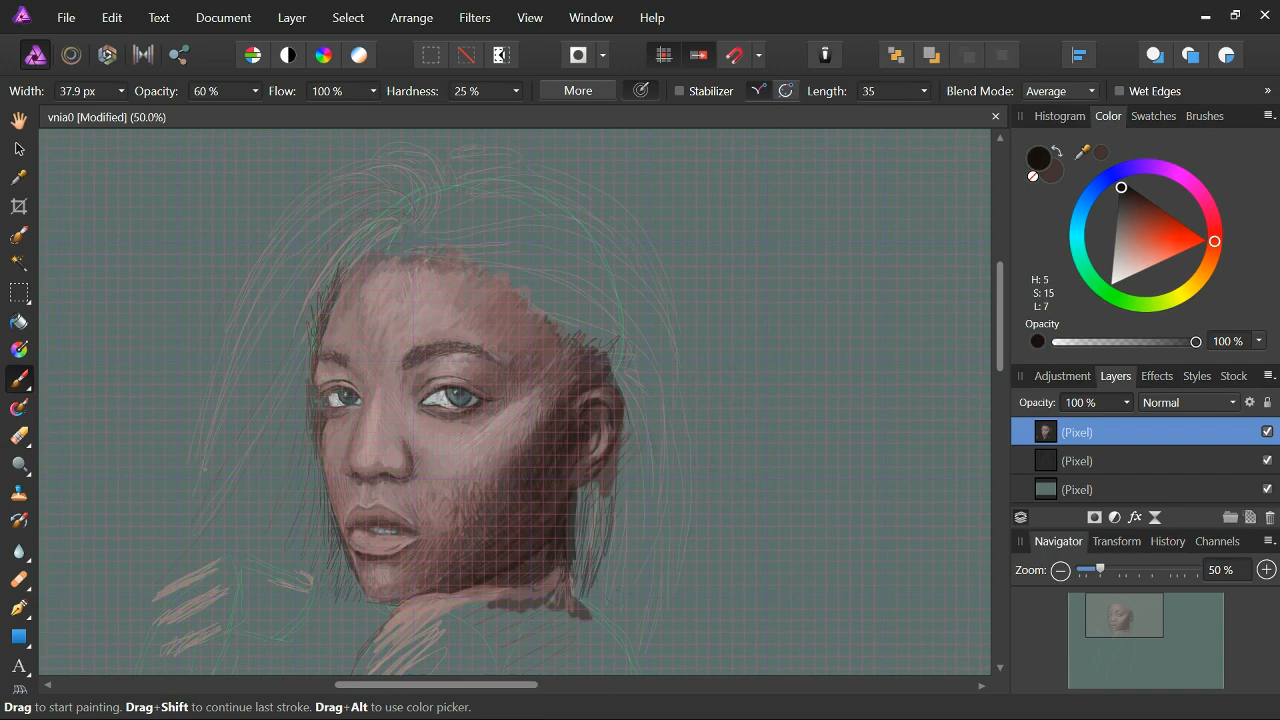 File Edit Text Document Layer Select Arrange Filters View Window Help
Width: 37.9 px Opacity: 60 % Flow: 100 % Hardness: 25 % More Stabilizer Length: 35 Blend Mode: Average Wet Edges »
vnia0 [Modified] (50.0%)
Histogram Color Swatches Brushes
H: 5
S: 15
L: 7
Opacity
100 %
Adjustment Layers Effects Styles Stock
Opacity: 100 % Normal
(Pixel)
(Pixel)
(Pixel)
fx
Navigator Transform History Channels
Zoom: 50 %
A
Drag to start painting. Drag+Shift to continue last stroke. Drag+Alt to use color picker.